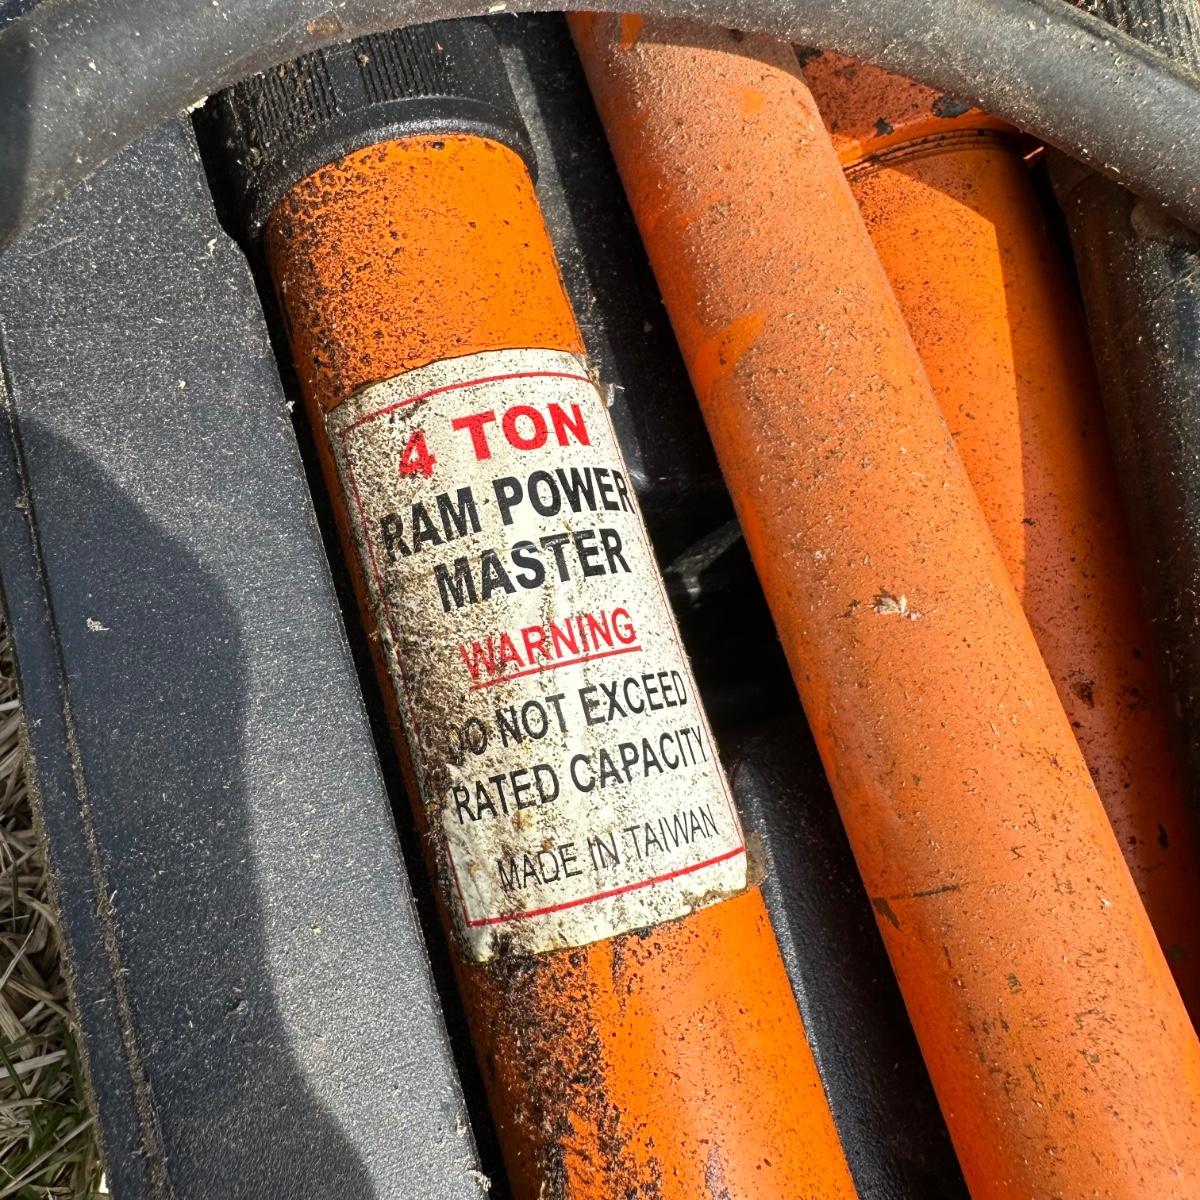 4 TON
RAM POWER
MASTER
WARNING
DO NOT EXCEED
RATED CAPACITY
MADE IN TAIWAN